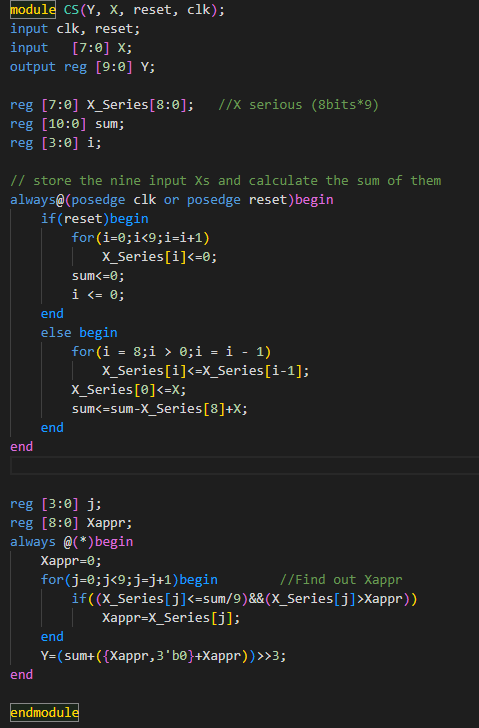 module CS(Y, X, reset, clk);
input clk, reset;
input   [7:0] X;
output reg [9:0] Y;

reg [7:0] X_Series[8:0];   //X serious (8bits*9)
reg [10:0] sum;
reg [3:0] i;

// store the nine input Xs and calculate the sum of them
always@(posedge clk or posedge reset)begin
    if(reset)begin
        for(i=0;i<9;i=i+1)
            X_Series[i]<=0;
        sum<=0;
        i <= 0;
    end
    else begin
        for(i = 8;i > 0;i = i - 1)
            X_Series[i]<=X_Series[i-1];
        X_Series[0]<=X;
        sum<=sum-X_Series[8]+X;
    end
end


reg [3:0] j;
reg [8:0] Xappr;
always @(*)begin
    Xappr=0;
    for(j=0;j<9;j=j+1)begin        //Find out Xappr
        if((X_Series[j]<=sum/9)&&(X_Series[j]>Xappr))
            Xappr=X_Series[j];
    end
    Y=(sum+({Xappr,3'b0}+Xappr))>>3;
end

endmodule